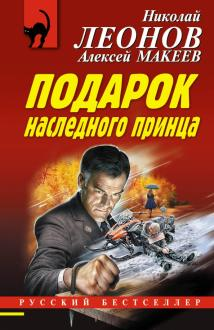 Николай
ЛЕОНОВ
Алексей МАКЕЕВ
ПОДАРОК
наследного принца
РУССКИЙ БЕСТСЕЛЛЕР